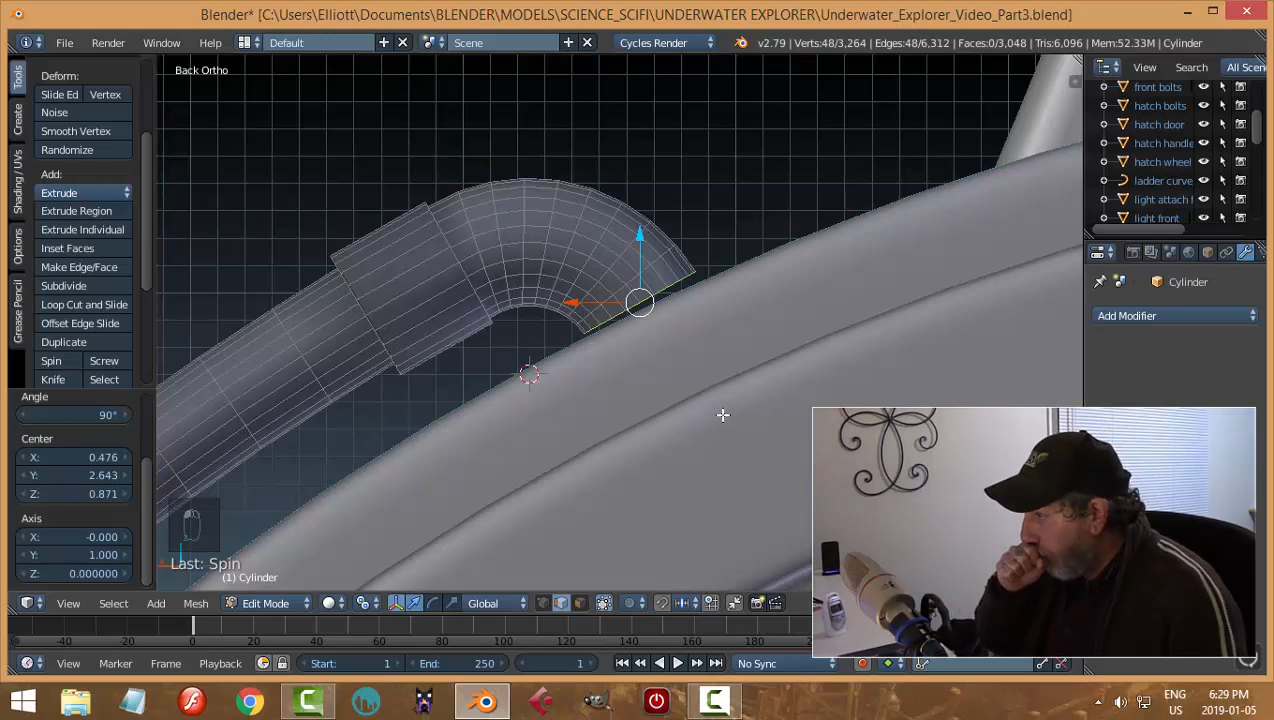 Blender* [C:\Users\Elliott\Documents\BLENDER\MODELS\SCIENCE_SCIFI\UNDERWATER EXPLORER\Underwater_Explorer_Video_Part3.blend]
File Render Window Help Default Scene Cycles Render v2.79 | Verts:48/3,264 | Edges:48/6,312 | Faces:0/3,048 | Tris:6,096 | Mem:52.33M | Cylinder
Tools
Create
Shading / UVs
Options
Grease Pencil
Deform:
Slide Ed Vertex
Noise
Smooth Vertex
Randomize
Add:
Extrude
Extrude Region
Extrude Individual
Inset Faces
Make Edge/Face
Subdivide
Loop Cut and Slide
Offset Edge Slide
Duplicate
Spin Screw
Knife Select
Angle
90°
Center
X: 0.476
Y: 2.643
Z: 0.871
Axis
X: -0.000
Y: 1.000
Z: 0.000000
Back Ortho
Last: Spin
(1) Cylinder
View Search All Scen
front bolts
hatch bolts
hatch door
hatch handle
hatch wheel
ladder curve
light attach
light front
Cylinder
Add Modifier
View Select Add Mesh Edit Mode Global
-40 -20 0 20 40 60 80 100 120 140 160 180
View Marker Frame Playback Start: 1 End: 250 1 No Sync
ENG
US
6:29 PM
2019-01-05